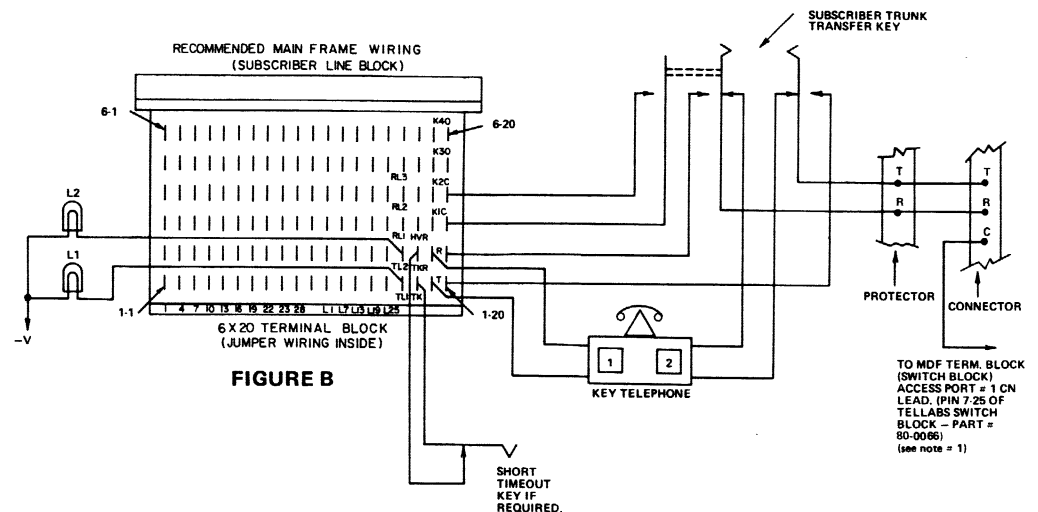 SUBSCRIBER TRUNK
TRANSFER KEY
RECOMMENDED MAIN FRAME WIRING
(SUBSCRIBER LINE BLOCK)
6-1
K40
6-20
1-1
K30
RL3
K2C
L2
RL2
K1C
T
T
R
R
C
RL1
HVR
R
L1
TL2
TKR
T
TL1
TK
1-1
1 4 7 10 13 16 19 22 23 28 L1 L7 L13 L19 L25
1-20
-V
6X20 TERMINAL BLOCK
(JUMPER WIRING INSIDE)
PROTECTOR
CONNECTOR
FIGURE B
1
2
KEY TELEPHONE
TO MDF TERM. BLOCK
(SWITCH BLOCK)
ACCESS PORT # 1 CN
LEAD. (PIN 7-25 OF
TELLABS SWITCH
BLOCK – PART #
80-0066)
(see note # 1)
SHORT
TIMEOUT
KEY IF
REQUIRED.